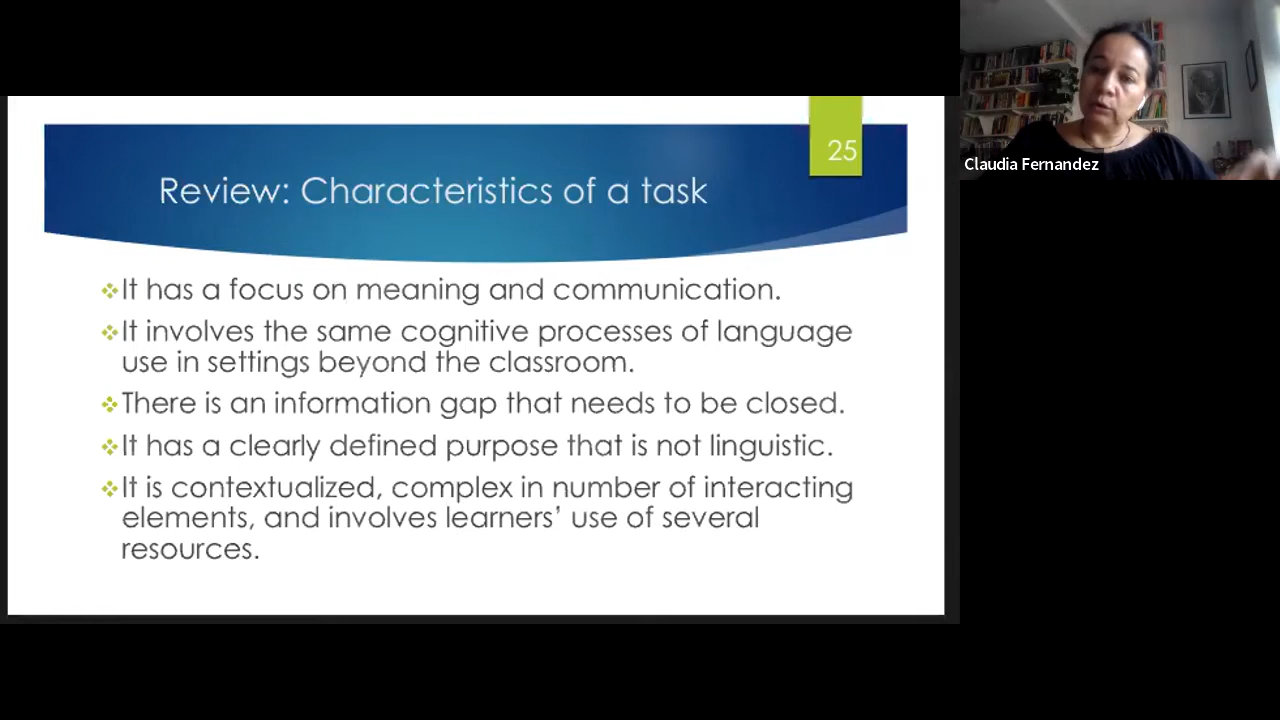 25
Review: Characteristics of a task
It has a focus on meaning and communication.
It involves the same cognitive processes of language
use in settings beyond the classroom.
There is an information gap that needs to be closed.
It has a clearly defined purpose that is not linguistic.
It is contextualized, complex in number of interacting
elements, and involves learners’ use of several
resources.
Claudia Fernandez